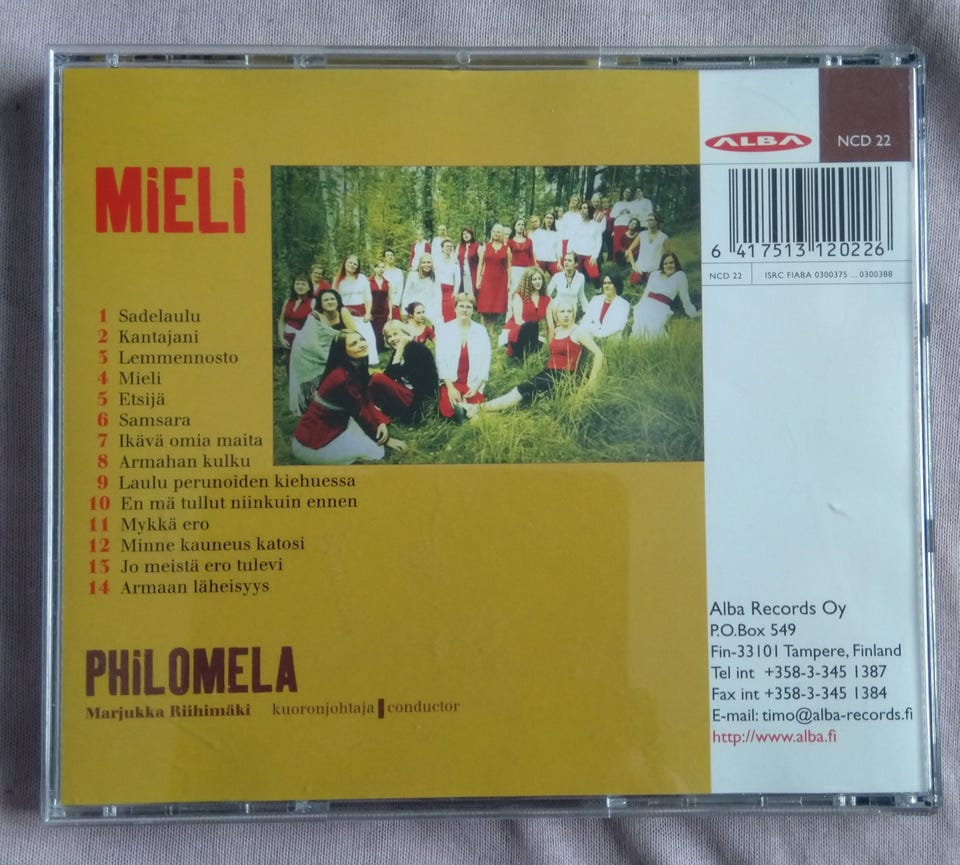 MiELi
1 Sadelaulu
2 Kantajani
3 Lemmennosto
4 Mieli
5 Etsijä
6 Samsara
7 Ikävä omia maita
8 Armahan kulku
9 Laulu perunoiden kiehuessa
10 En mä tullut niinkuin ennen
11 Mykkä ero
12 Minne kauneus katosi
13 Jo meistä ero tulevi
14 Armaan läheisyys
PHiLOMELA
Marjukka Riihimäki kuoronjohtaja | conductor
ALBA
NCD 22
6 417513 120226
NCD 22 ISRC FIABA 0300375 ... 0300388
Alba Records Oy
P.O.Box 549
Fin-33101 Tampere, Finland
Tel int +358-3-345 1387
Fax int +358-3-345 1384
E-mail: timo@alba-records.fi
http://www.alba.fi